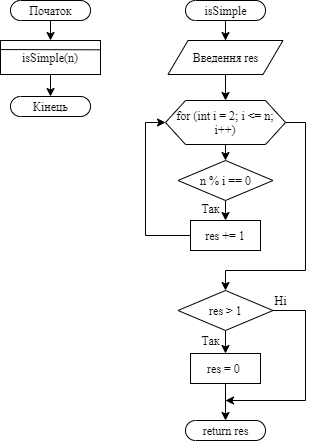 Початок
isSimple(n)
Кінець
isSimple
Введення res
for (int i = 2; i <= n;
i++)
n % i == 0
Так
res += 1
res > 1
Ні
Так
res = 0
return res